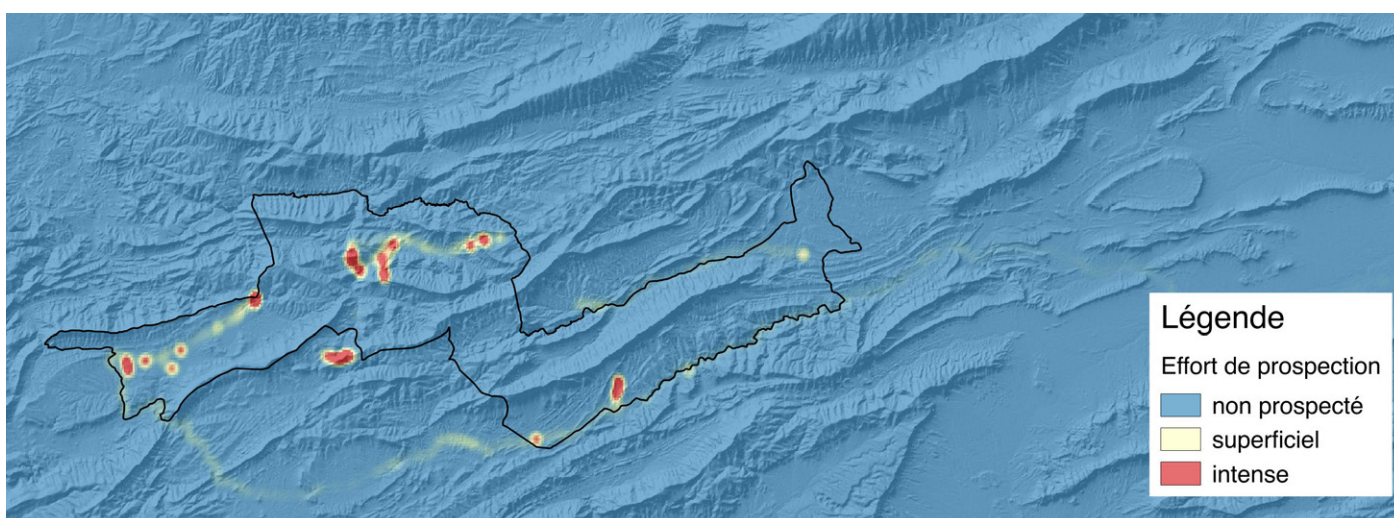 Légende
Effort de prospection
non prospecté
superficiel
intense